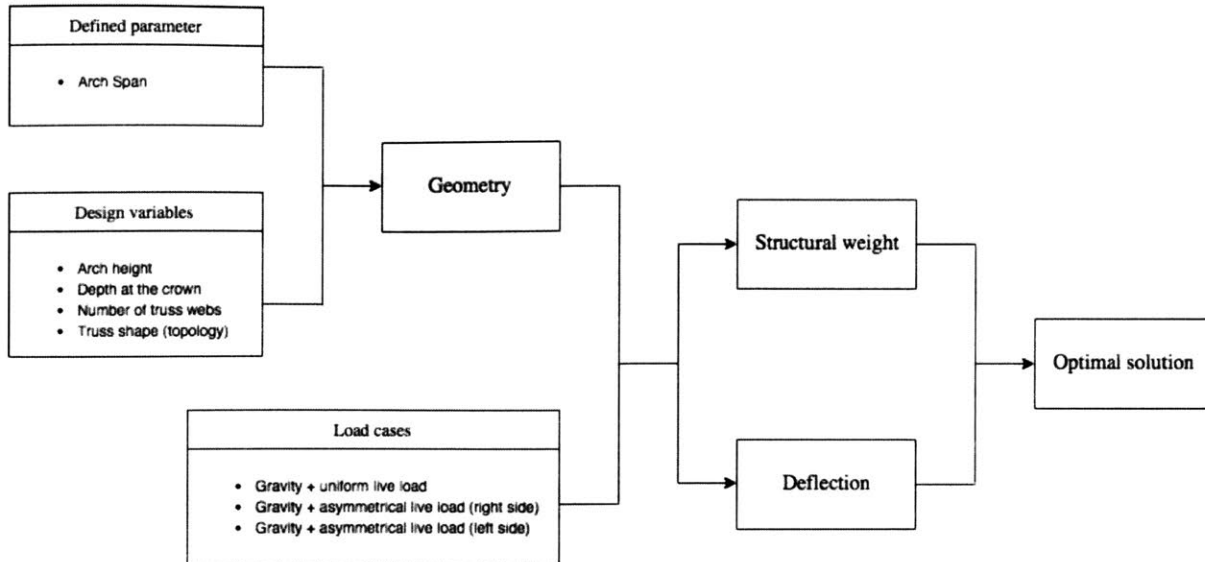 Defined parameter
• Arch Span
Design variables
• Arch height
• Depth at the crown
• Number of truss webs
• Truss shape (topology)
Geometry
Load cases
• Gravity + uniform live load
• Gravity + asymmetrical live load (right side)
• Gravity + asymmetrical live load (left side)
Structural weight
Deflection
Optimal solution